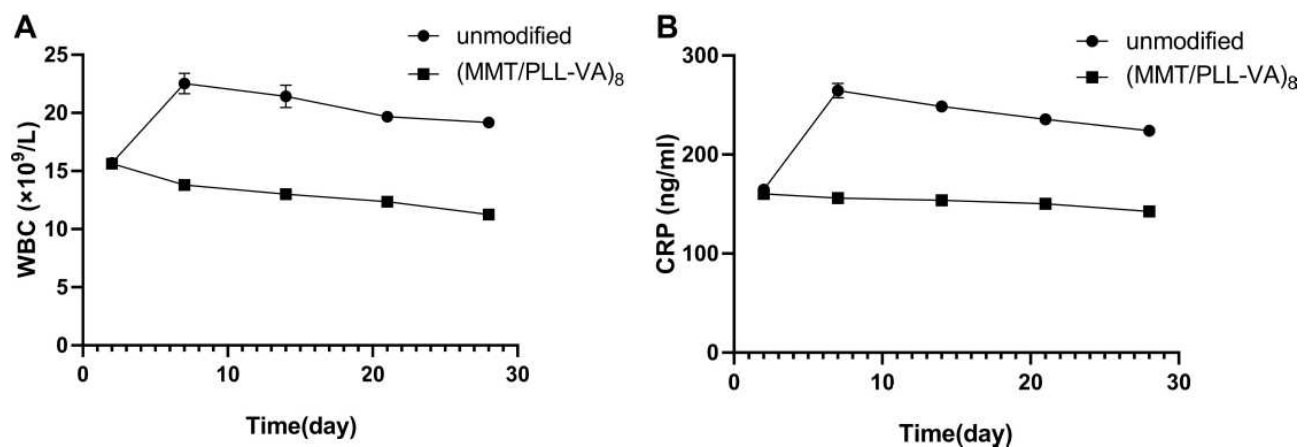 A
unmodified
(MMT/PLL-VA)8
25
20
15
10
5
0
WBC (×10⁹/L)
0 10 20 30
Time(day)
B
unmodified
(MMT/PLL-VA)8
300
200
100
0
CRP (ng/ml)
0 10 20 30
Time(day)